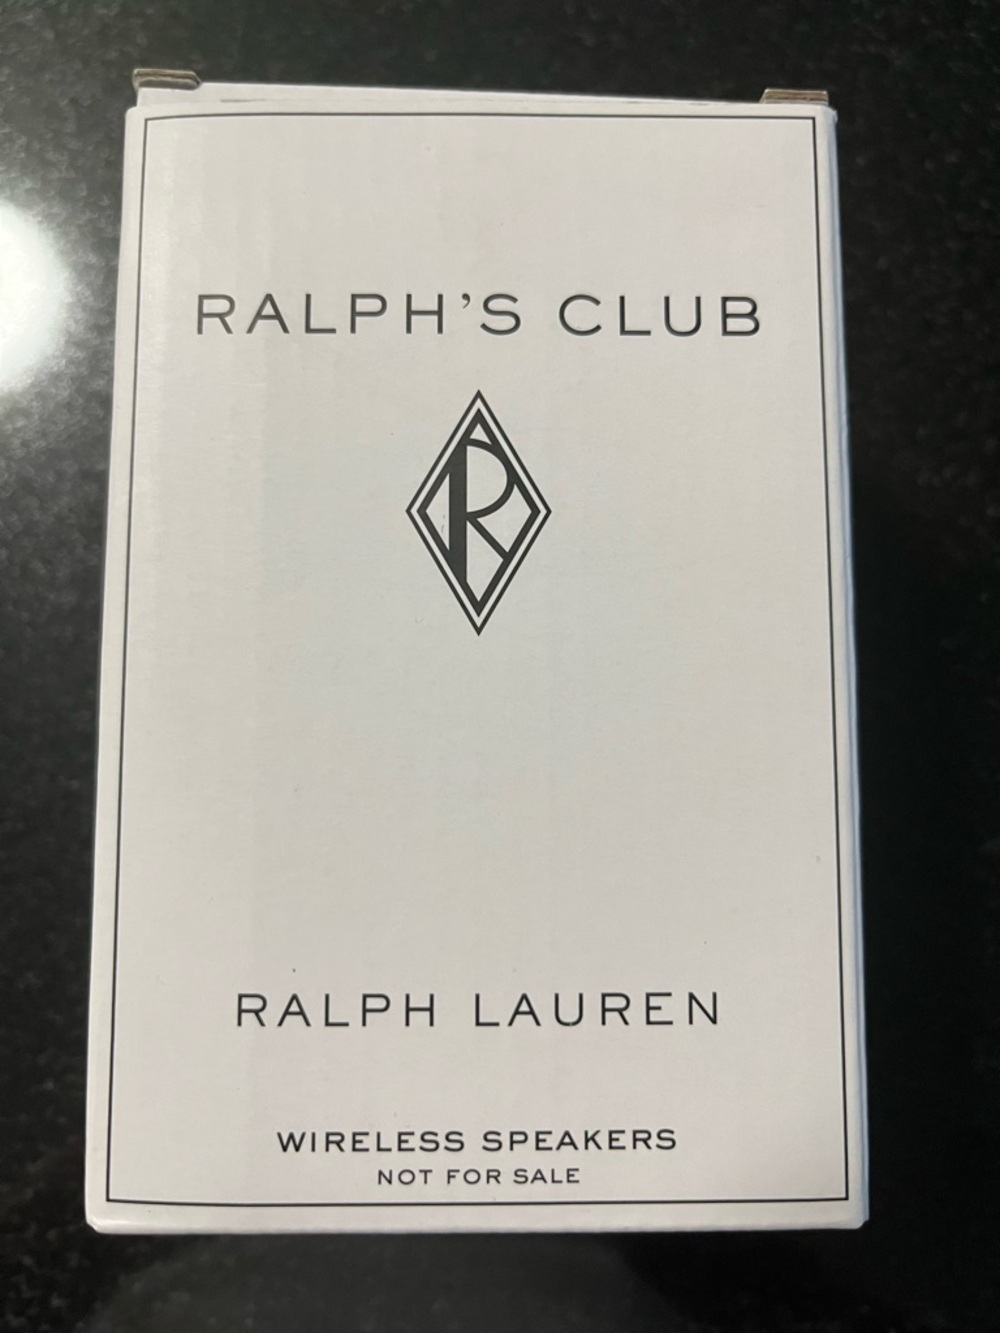 RALPH'S CLUB
R
RALPH LAUREN
WIRELESS SPEAKERS
NOT FOR SALE